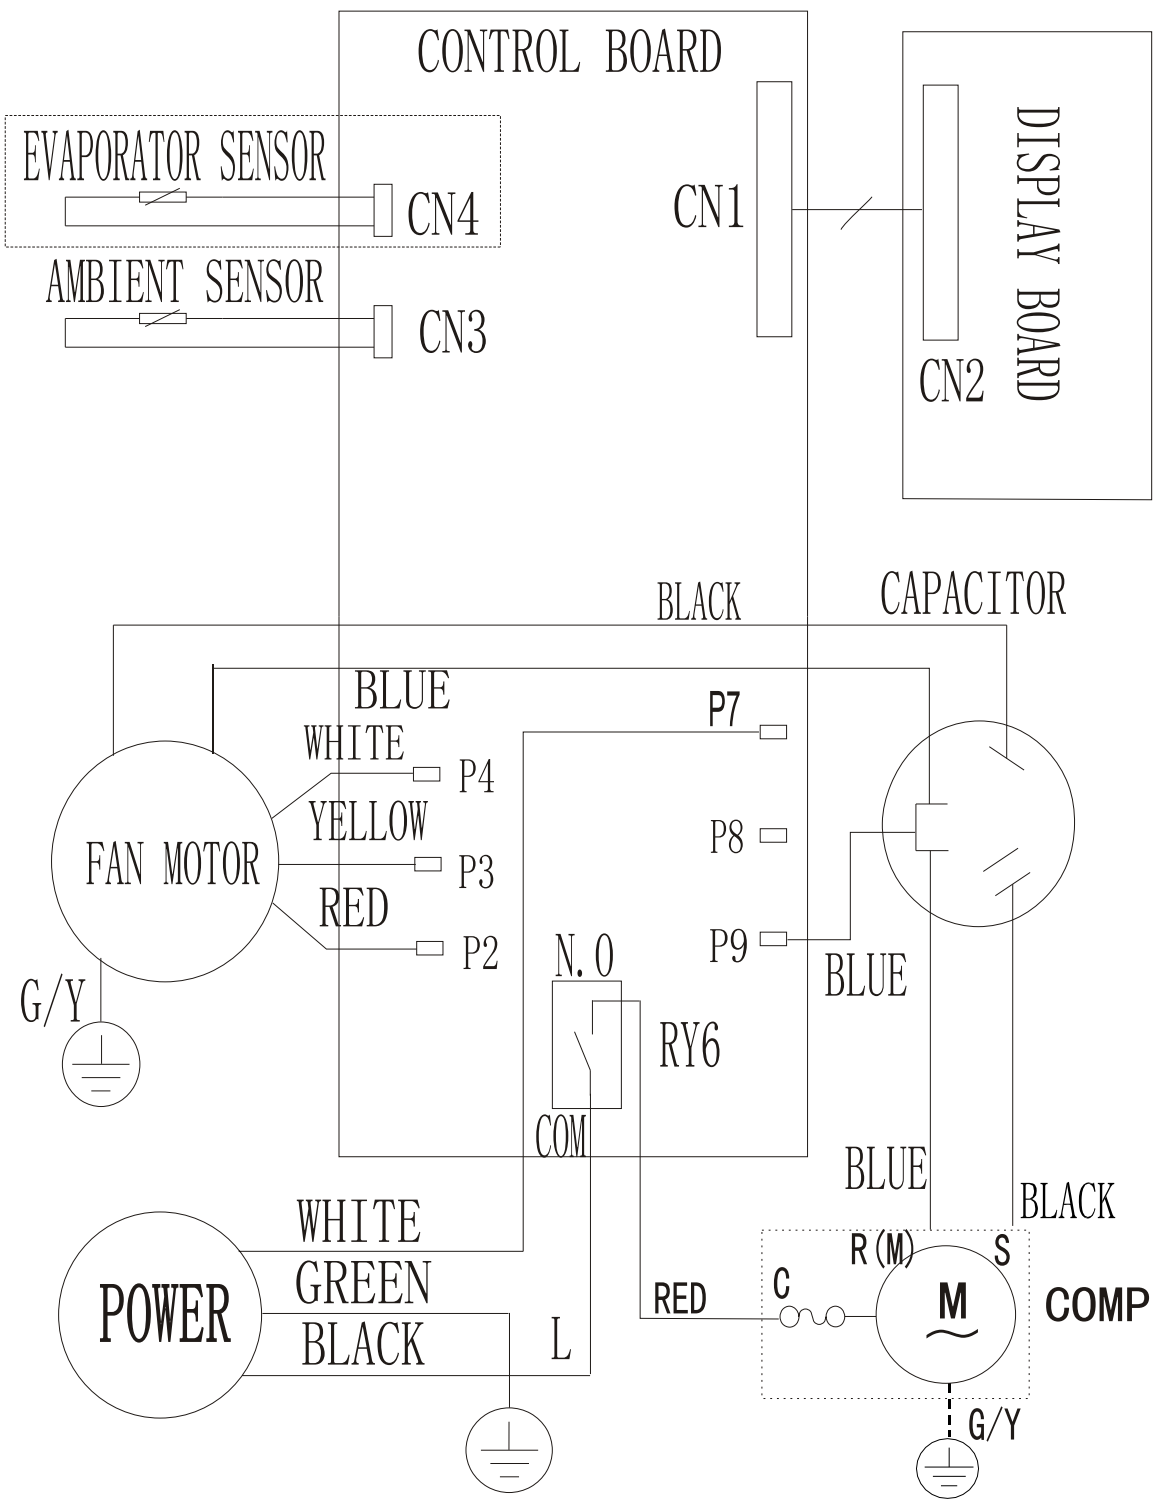 CONTROL BOARD
EVAPORATOR SENSOR
CN4
CN1
DISPLAY BOARD
AMBIENT SENSOR
CN3
CN2
BLACK
CAPACITOR
BLUE
P7
WHITE
P4
YELLOW
P8
FAN MOTOR
P3
RED
P2
N.O
P9
BLUE
G/Y
RY6
COM
BLUE
BLACK
WHITE
R(M)
S
GREEN
C
RED
M
COMP
POWER
BLACK
L
G/Y